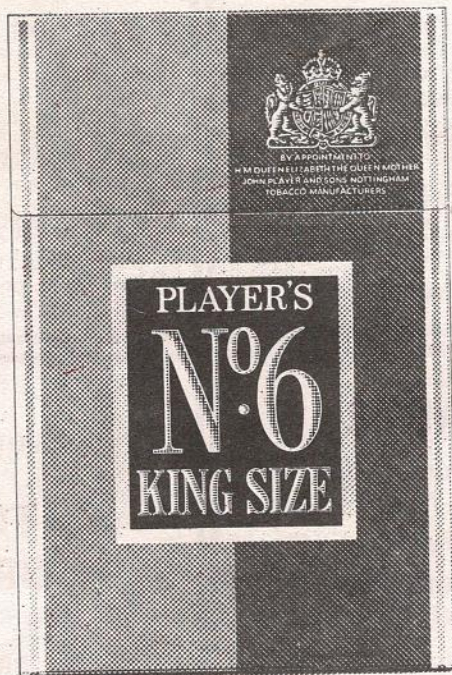 BY APPOINTMENT TO
H M QUEEN ELIZABETH THE QUEEN MOTHER
JOHN PLAYER AND SONS NOTTINGHAM
TOBACCO MANUFACTURERS
PLAYER'S
Nº6
KING SIZE